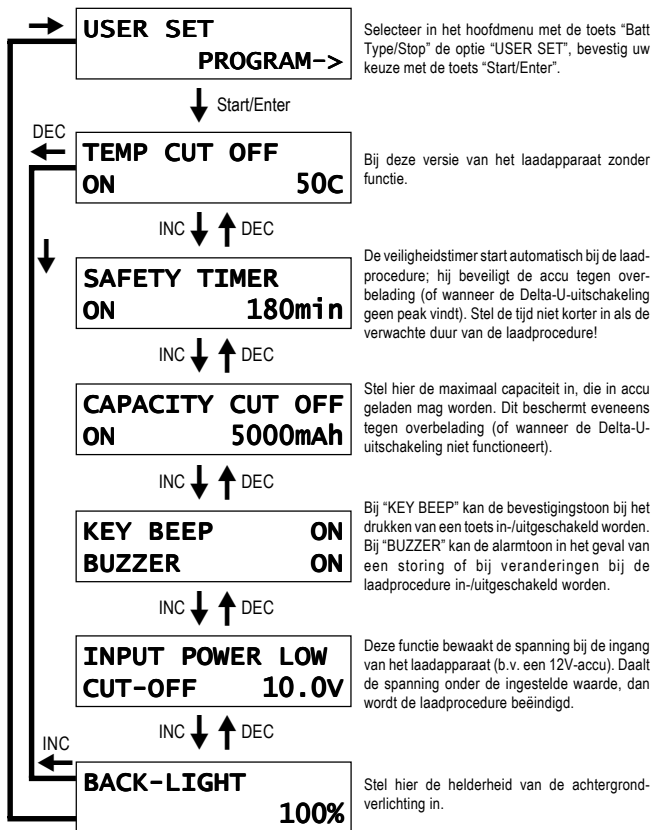 USER SET
PROGRAM->
Selecteer in het hoofdmenu met de toets “Batt
Type/Stop” de optie “USER SET”, bevestig uw
keuze met de toets “Start/Enter”.
Start/Enter
DEC
TEMP CUT OFF
ON 50C
Bij deze versie van het laadapparaat zonder
functie.
INC DEC
SAFETY TIMER
ON 180min
De veiligheidstimer start automatisch bij de laad-
procedure; hij beveiligt de accu tegen over-
belading (of wanneer de Delta-U-uitschakeling
geen peak vindt). Stel de tijd niet korter in als de
verwachte duur van de laadprocedure!
INC DEC
CAPACITY CUT OFF
ON 5000mAh
Stel hier de maximaal capaciteit in, die in accu
geladen mag worden. Dit beschermt eveneens
tegen overbelading (of wanneer de Delta-U-
uitschakeling niet functioneert).
INC DEC
KEY BEEP ON
BUZZER ON
Bij “KEY BEEP” kan de bevestigingstoon bij het
drukken van een toets in-/uitgeschakeld worden.
Bij “BUZZER” kan de alarmtoon in het geval van
een storing of bij veranderingen bij de
laadprocedure in-/uitgeschakeld worden.
INC DEC
INPUT POWER LOW
CUT-OFF 10.0V
Deze functie bewaakt de spanning bij de ingang
van het laadapparaat (b.v. een 12V-accu). Daalt
de spanning onder de ingestelde waarde, dan
wordt de laadprocedure beëindigd.
INC DEC
INC
BACK-LIGHT
100%
Stel hier de helderheid van de achtergrond-
verlichting in.